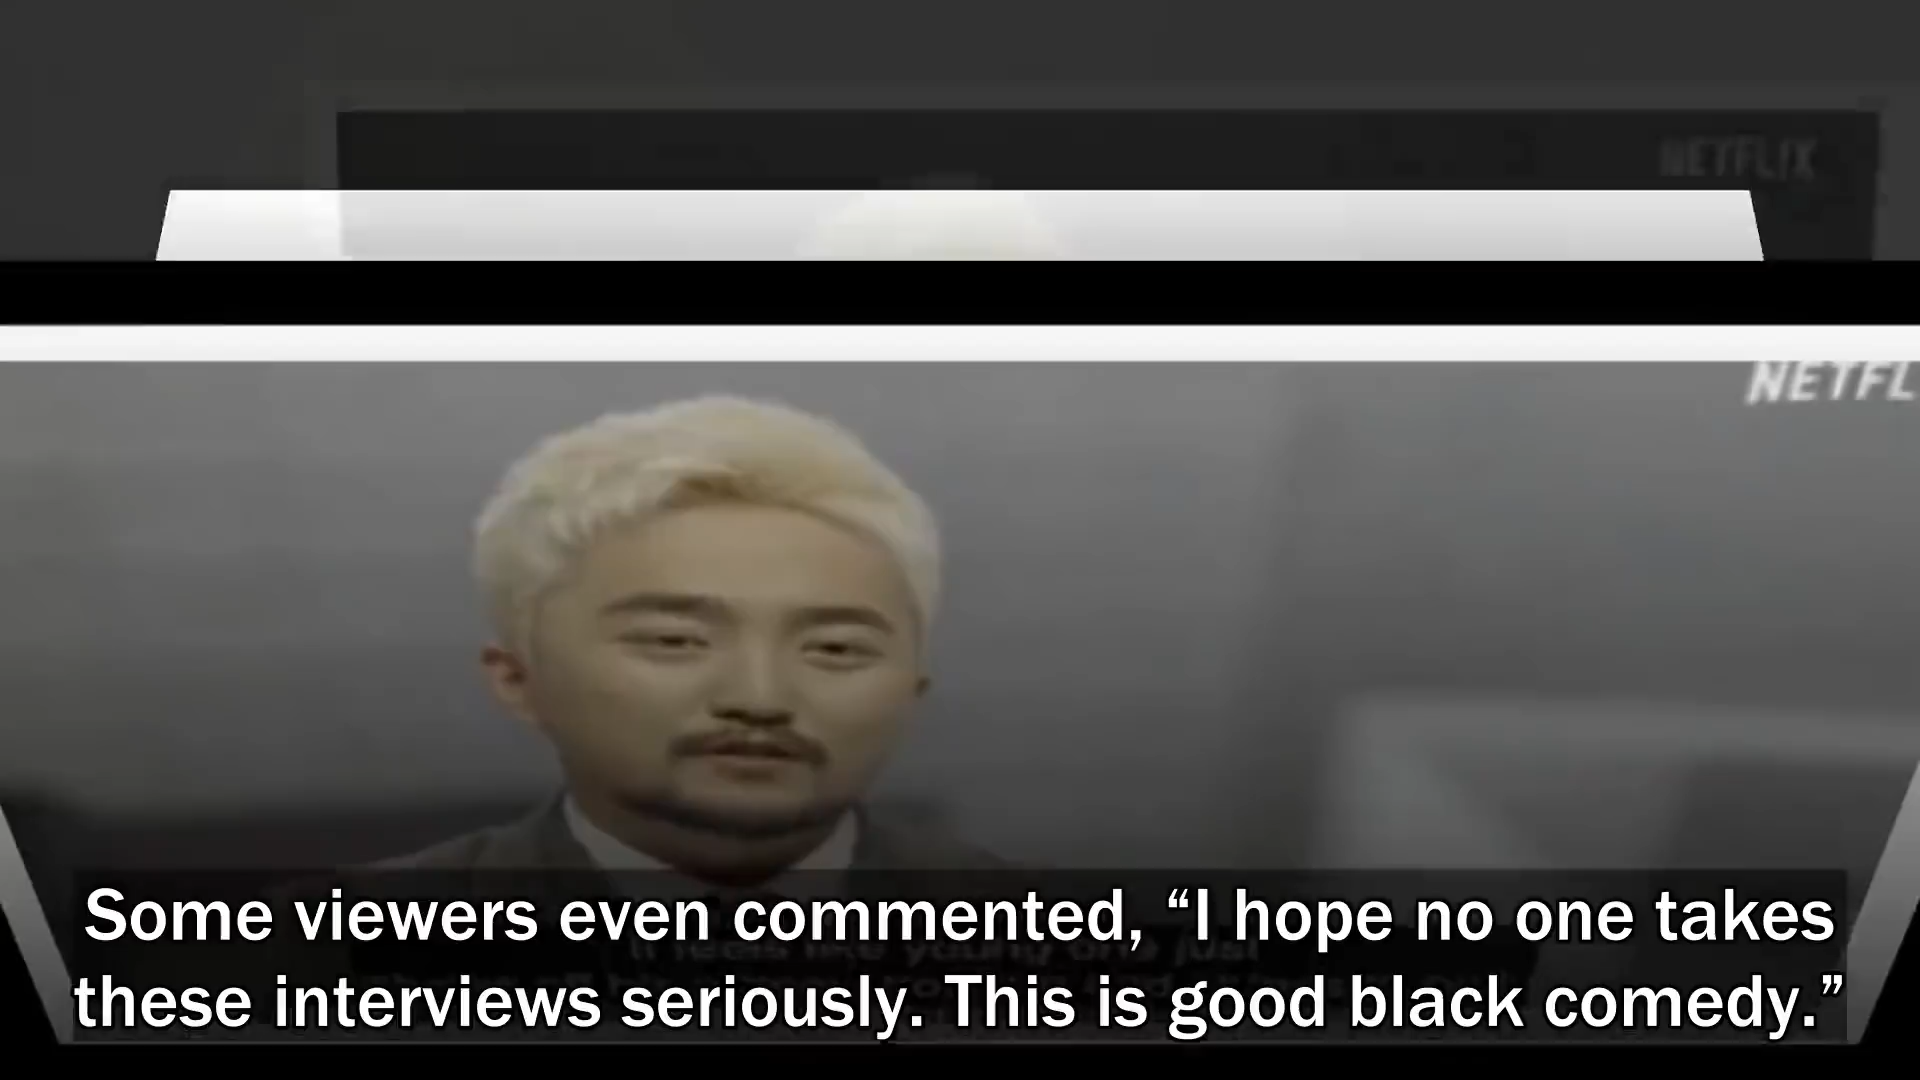 NETFLIX
NETFL
Some viewers even commented, “I hope no one takes
these interviews seriously. This is good black comedy.”